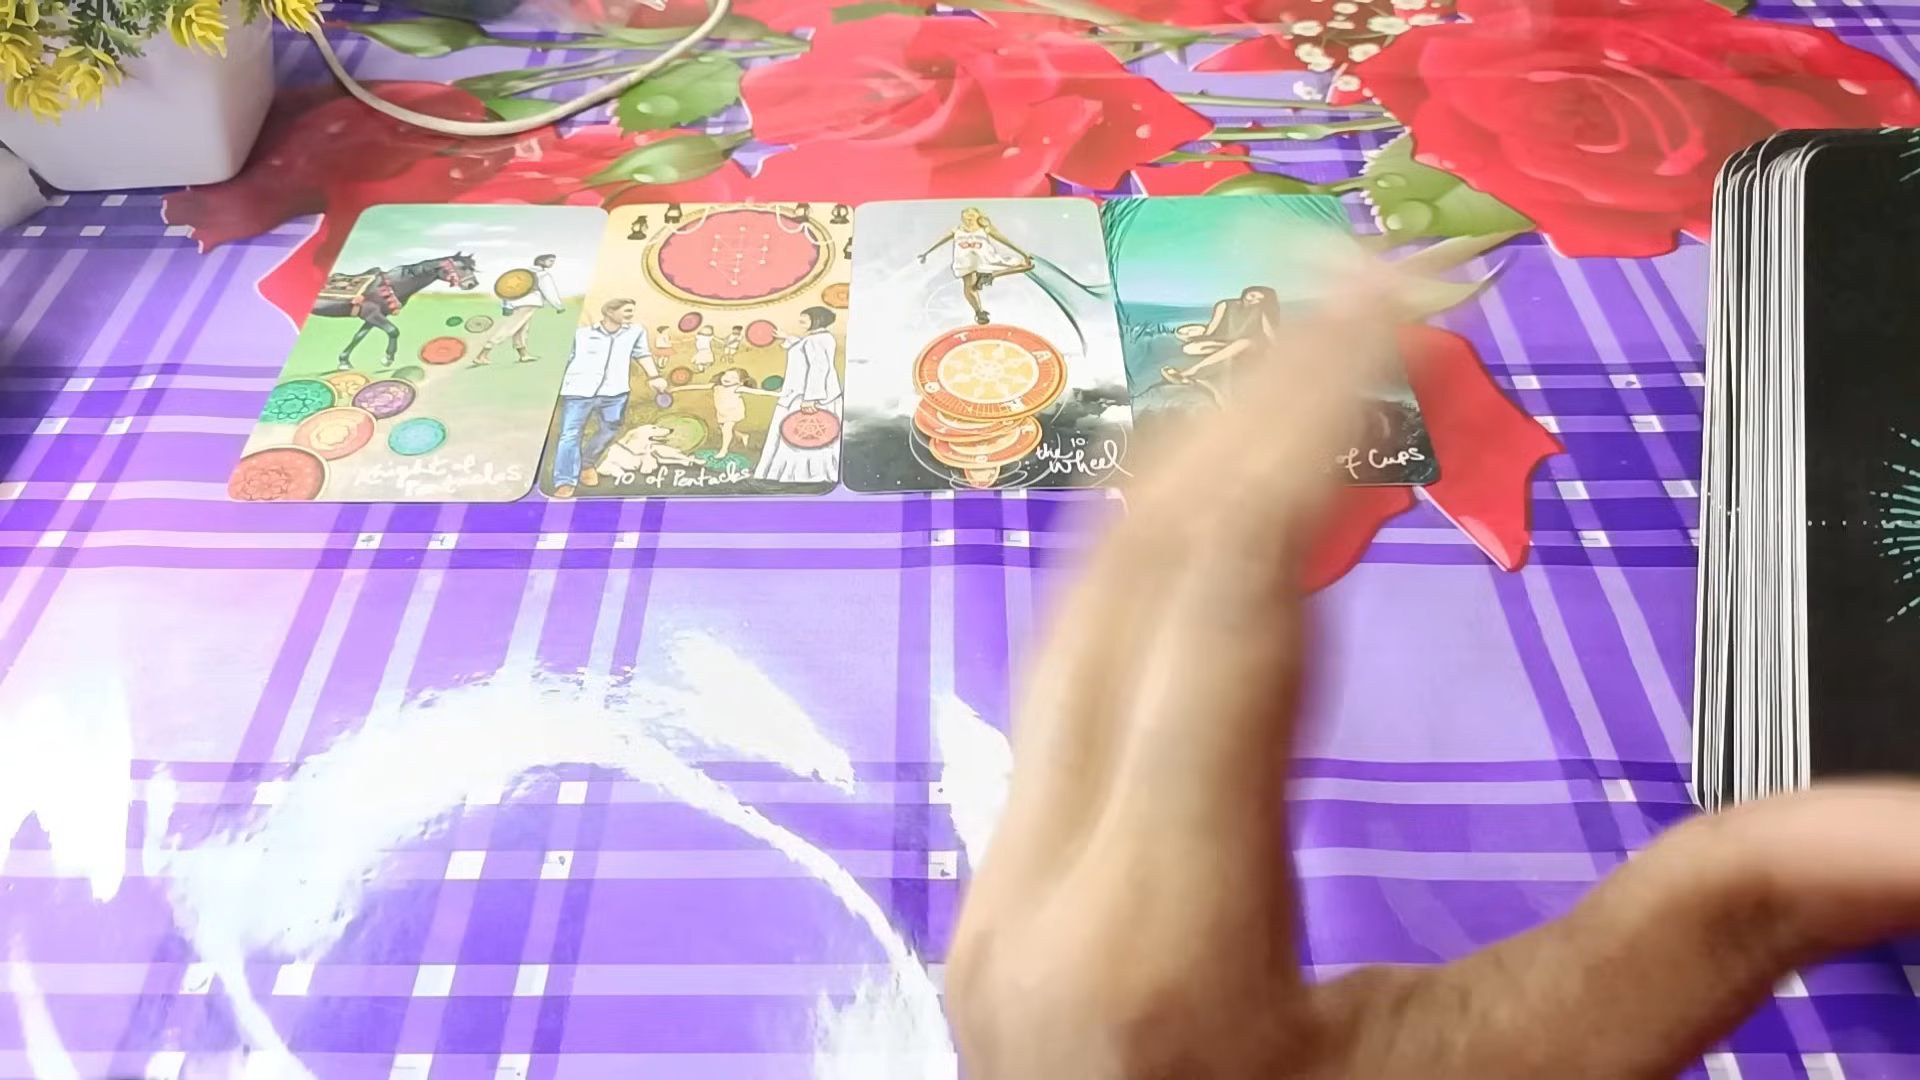 Knight of
Pentacles
10 of Pentacles
the 10
Wheel
of Cups